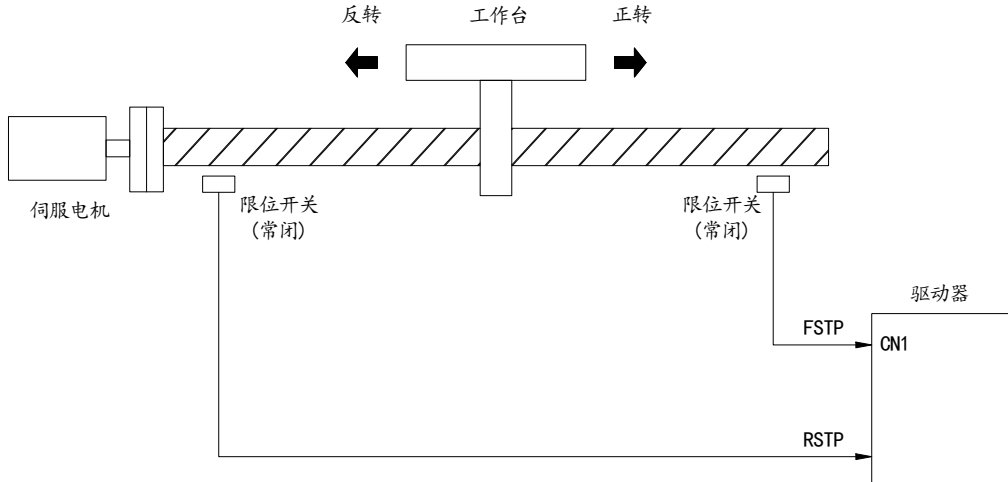 反转
工作台
正转
伺服电机
限位开关
(常闭)
限位开关
(常闭)
驱动器
FSTP
CN1
RSTP